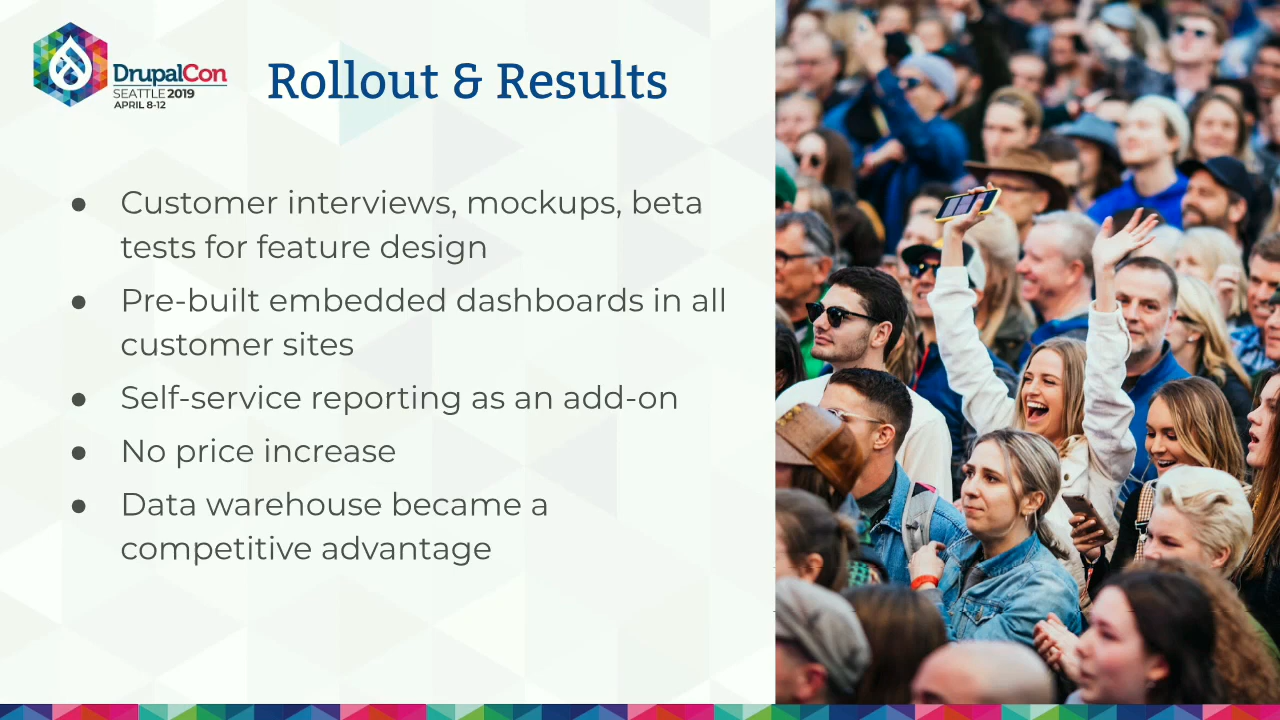 DrupalCon
SEATTLE 2019
APRIL 8-12
Rollout & Results
● Customer interviews, mockups, beta
tests for feature design
● Pre-built embedded dashboards in all
customer sites
● Self-service reporting as an add-on
● No price increase
● Data warehouse became a
competitive advantage